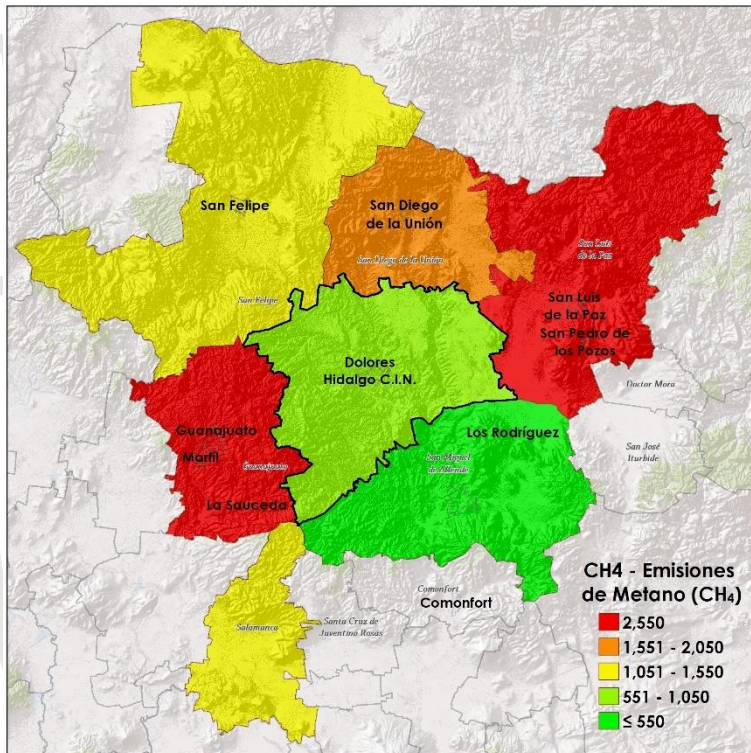 San Felipe
San Diego
de la Unión
San Diego de la Unión
San Luis
de la Paz
San Felipe
San Luis
de la Paz
San Pedro de
los Pozos
Dolores
Hidalgo C.I.N.
Doctor Mora
Guanajuato
Marfil
Guanajuato
La Sauceda
Los Rodríguez
San Miguel
de Allende
San José
Iturbide
Comonfort
Comonfort
Salamanca
Santa Cruz de
Juventino Rosas
CH4 - Emisiones
de Metano (CH₄)
2,550
1,551 - 2,050
1,051 - 1,550
551 - 1,050
≤ 550